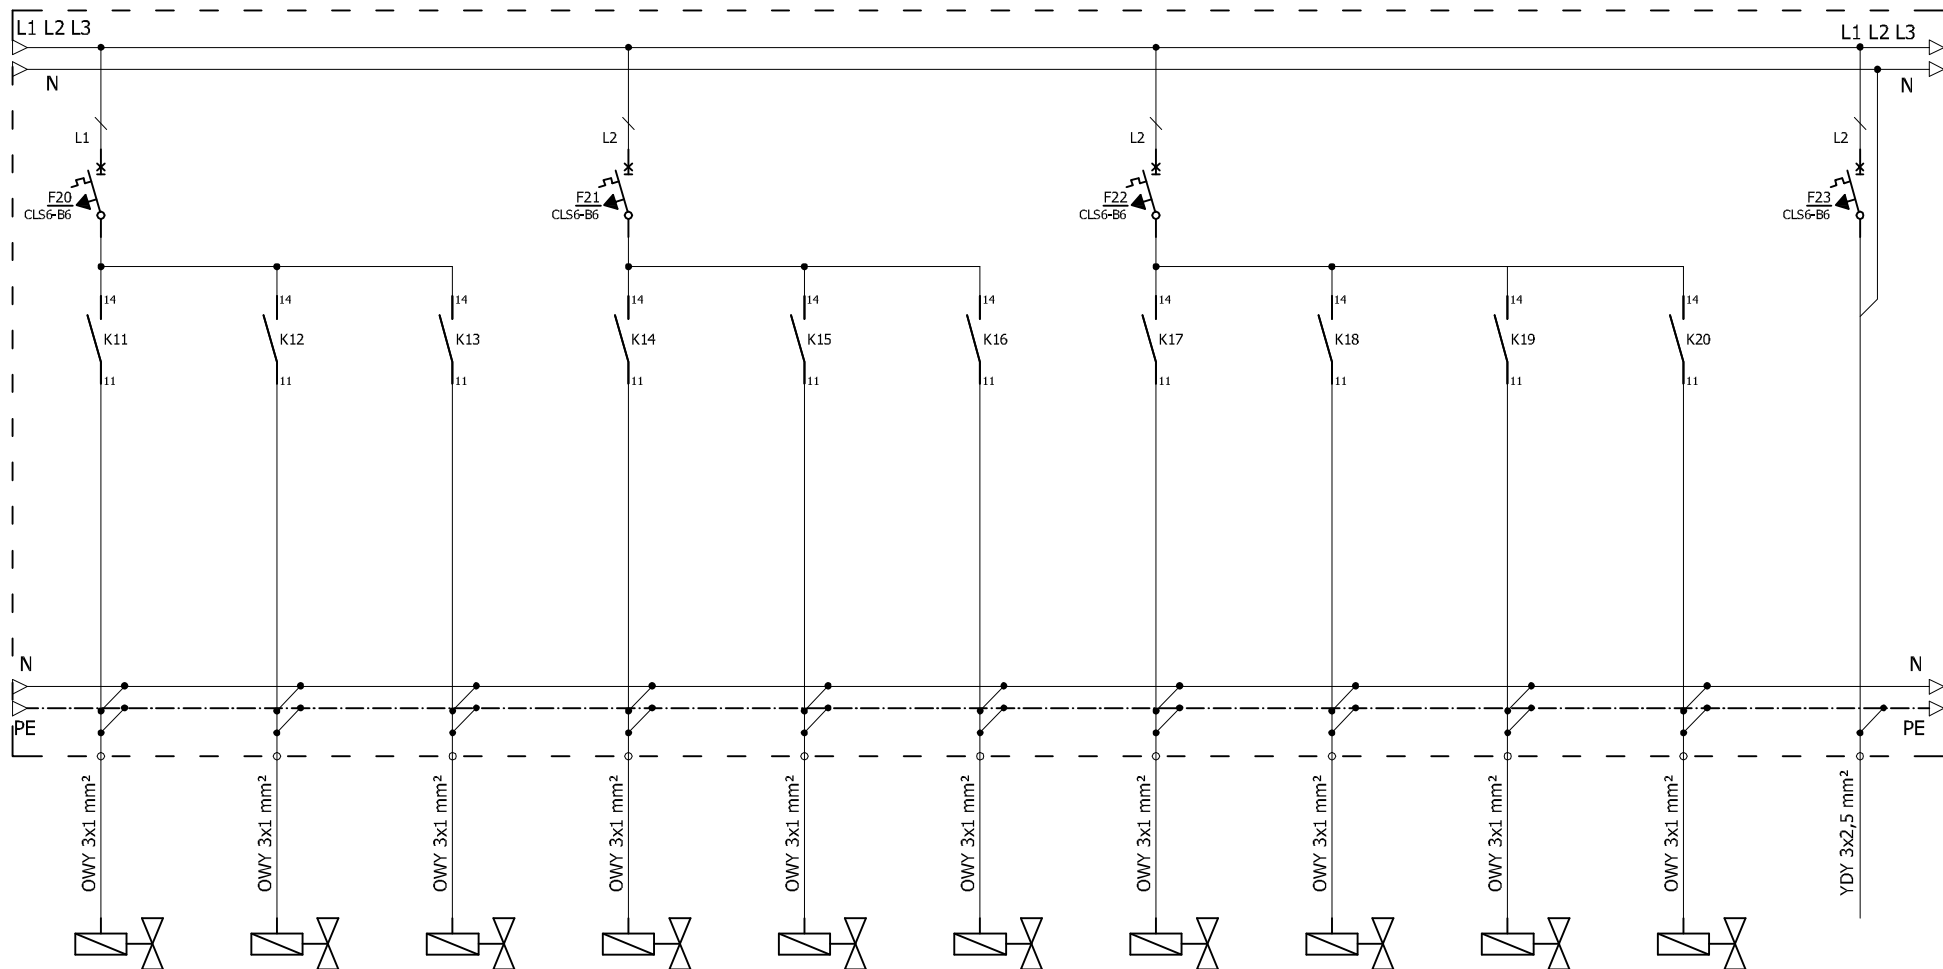 L1 L2 L3
L1 L2 L3
N
N
L1
L2
L2
L2
F20
CLS6-B6
F21
CLS6-B6
F22
CLS6-B6
F23
CLS6-B6
14
14
14
14
14
14
14
14
14
14
K11
K12
K13
K14
K15
K16
K17
K18
K19
K20
11
11
11
11
11
11
11
11
11
11
N
N
PE
PE
OWY 3x1 mm²
OWY 3x1 mm²
OWY 3x1 mm²
OWY 3x1 mm²
OWY 3x1 mm²
OWY 3x1 mm²
OWY 3x1 mm²
OWY 3x1 mm²
OWY 3x1 mm²
OWY 3x1 mm²
YDY 3x2,5 mm²